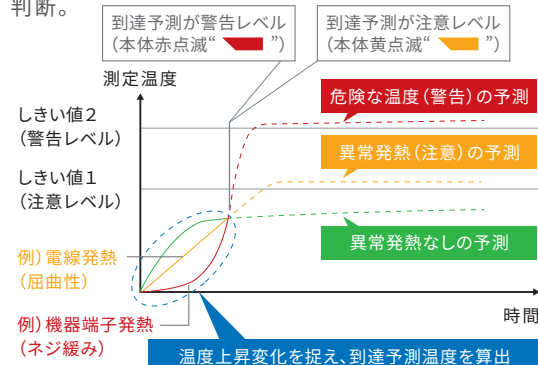 判断。
到達予測が警告レベル
(本体赤点滅“ ”)
到達予測が注意レベル
(本体黄点滅“ ”)
測定温度
しきい値2
(警告レベル)
しきい値1
(注意レベル)
危険な温度(警告)の予測
異常発熱(注意)の予測
異常発熱なしの予測
例)電線発熱
(屈曲性)
例)機器端子発熱
(ネジ緩み)
時間
温度上昇変化を捉え、到達予測温度を算出